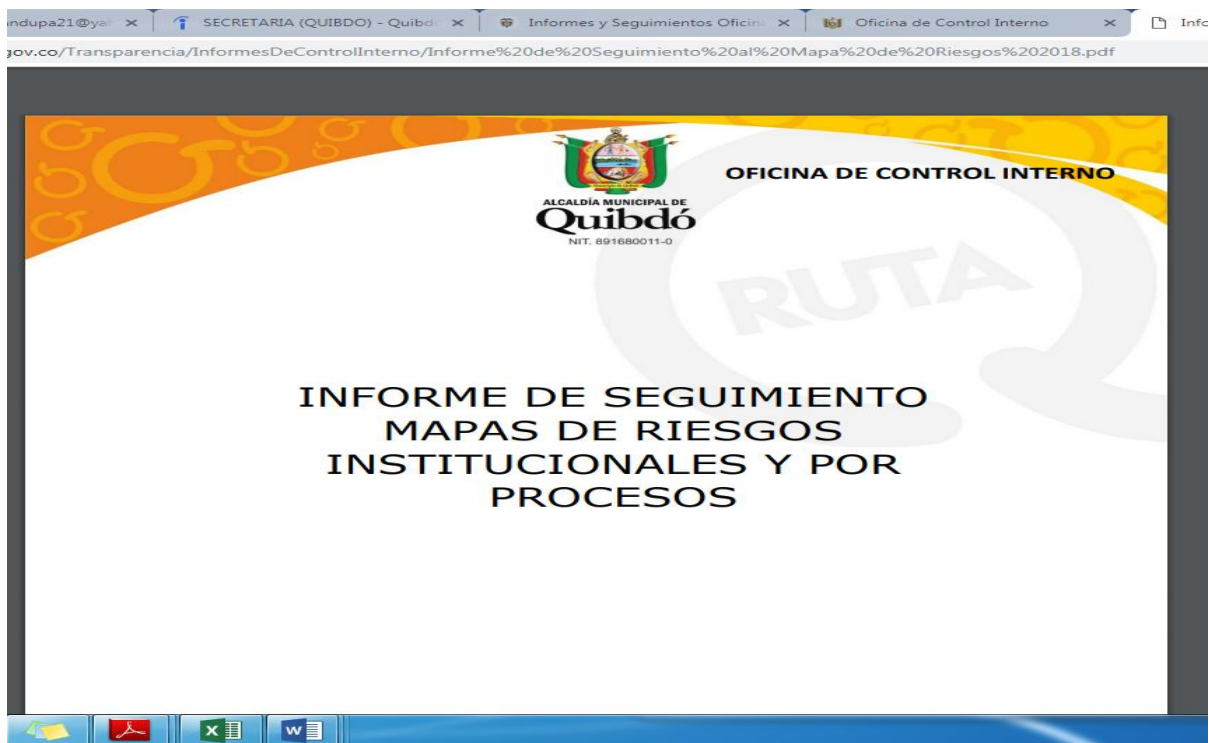 andupa21@ya
SECRETARIA (QUIBDO) - Quibd
Informes y Seguimientos Oficin
Oficina de Control Interno
Info
gov.co/Transparencia/InformesDeControlInterno/Informe%20de%20Seguimiento%20al%20Mapa%20de%20Riesgos%202018.pdf
OFICINA DE CONTROL INTERNO
ALCALDÍA MUNICIPAL DE
Quibdó
NIT. 891680011-0
RUTA
INFORME DE SEGUIMIENTO
MAPAS DE RIESGOS
INSTITUCIONALES Y POR
PROCESOS